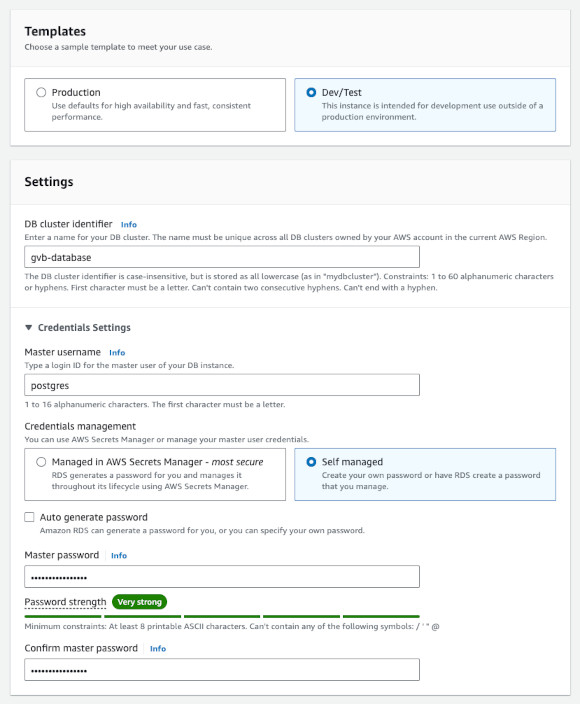 Templates
Choose a sample template to meet your use case.
Production
Use defaults for high availability and fast, consistent
performance.
Dev/Test
This instance is intended for development use outside of a
production environment.
Settings
DB cluster identifier Info
Enter a name for your DB cluster. The name must be unique across all DB clusters owned by your AWS account in the current AWS Region.
gvb-database
The DB cluster identifier is case-insensitive, but is stored as all lowercase (as in "mydbcluster"). Constraints: 1 to 60 alphanumeric characters
or hyphens. First character must be a letter. Can't contain two consecutive hyphens. Can't end with a hyphen.
▼ Credentials Settings
Master username Info
Type a login ID for the master user of your DB instance.
postgres
1 to 16 alphanumeric characters. The first character must be a letter.
Credentials management
You can use AWS Secrets Manager or manage your master user credentials.
Managed in AWS Secrets Manager - most secure
RDS generates a password for you and manages it
throughout its lifecycle using AWS Secrets Manager.
Self managed
Create your own password or have RDS create a password
that you manage.
Auto generate password
Amazon RDS can generate a password for you, or you can specify your own password.
Master password Info
••••••••••••••••
Password strength Very strong
Minimum constraints: At least 8 printable ASCII characters. Can't contain any of the following symbols: / ' " @
Confirm master password Info
••••••••••••••••